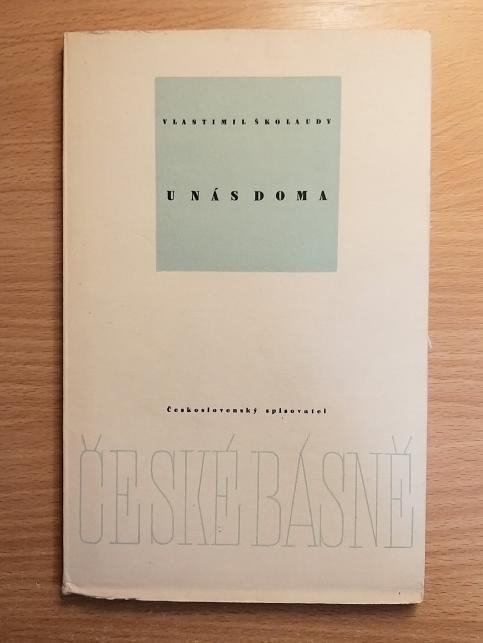 VLASTIMIL ŠKOLAUDY
U NÁS DOMA
Československý spisovatel
ČESKÉ BÁSNĚ